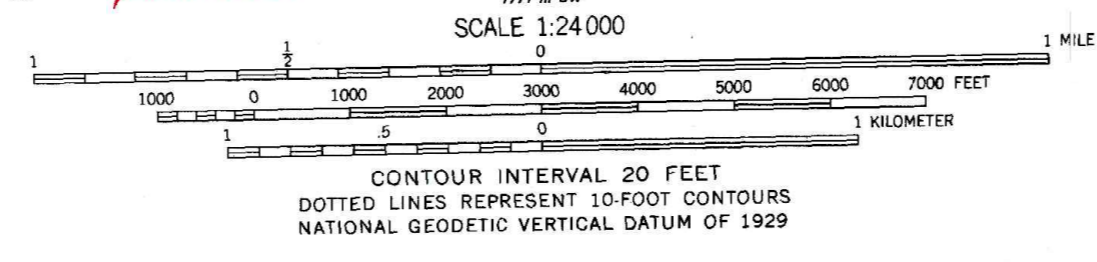 SCALE 1:24 000
1 ½ 0 1 MILE
1000 0 1000 2000 3000 4000 5000 6000 7000 FEET
1 .5 0 1 KILOMETER
CONTOUR INTERVAL 20 FEET
DOTTED LINES REPRESENT 10-FOOT CONTOURS
NATIONAL GEODETIC VERTICAL DATUM OF 1929